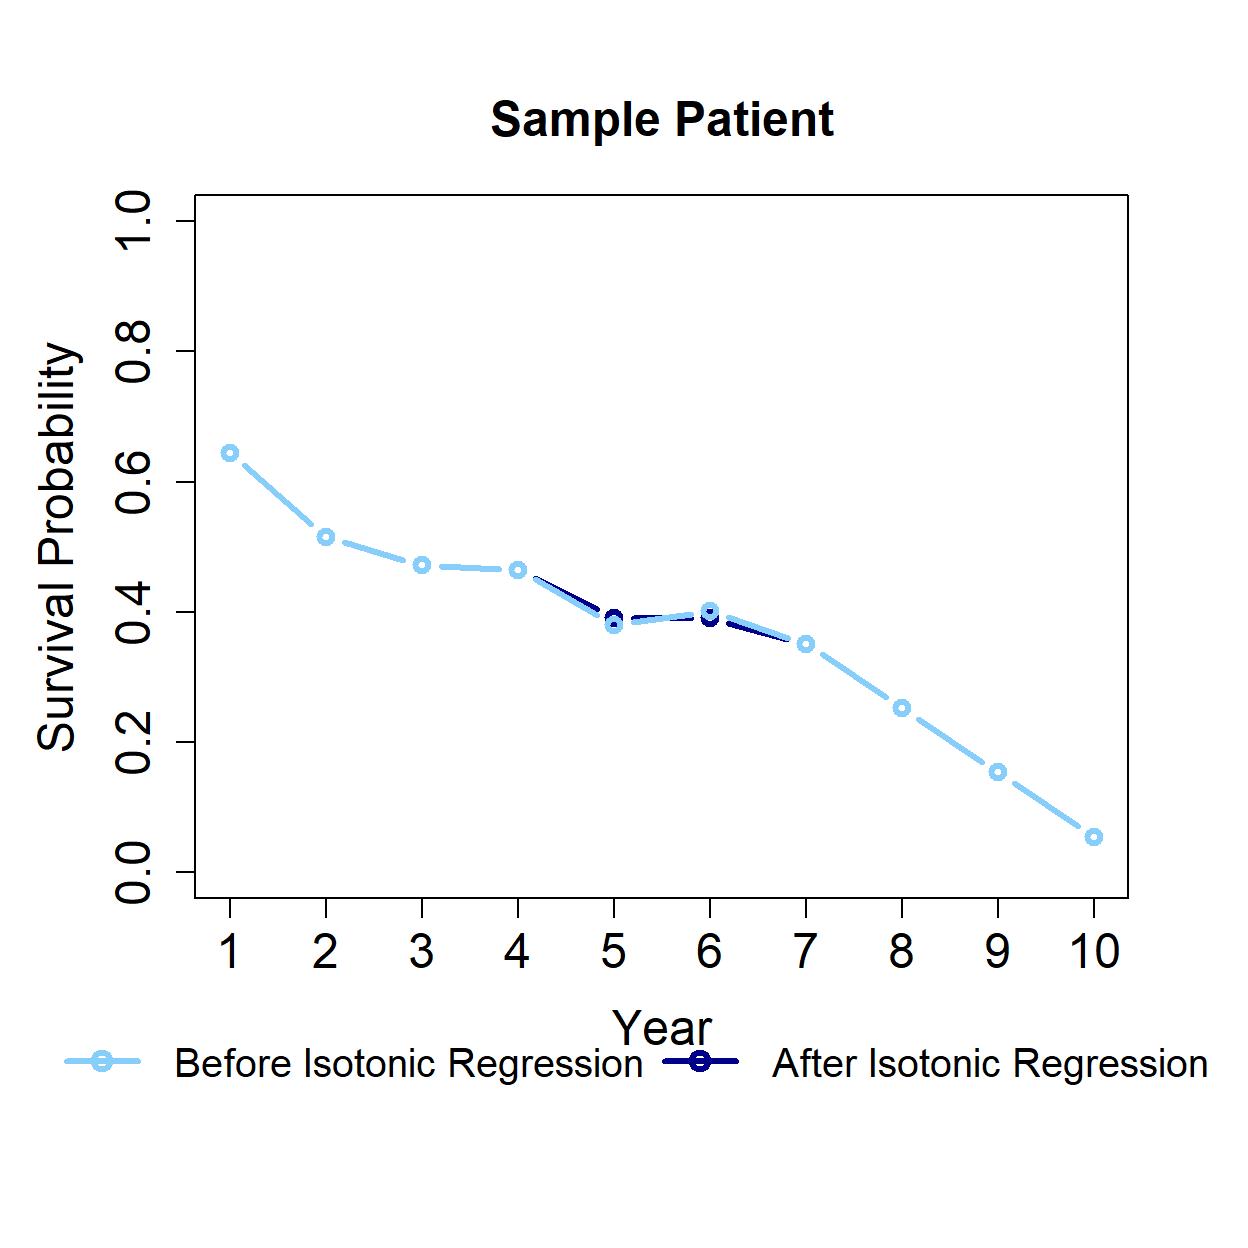 Sample Patient
Survival Probability
1.0
0.8
0.6
0.4
0.2
0.0
1 2 3 4 5 6 7 8 9 10
Year
Before Isotonic Regression After Isotonic Regression